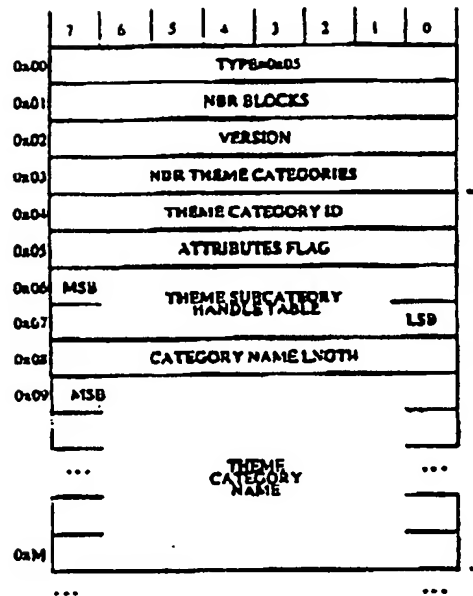 7 6 5 4 3 2 1 0
0x00 TYPE=0x05
0x01 NBR BLOCKS
0x02 VERSION
0x03 NBR THEME CATEGORIES
0x04 THEME CATEGORY ID
0x05 ATTRIBUTES FLAG
0x06 MSB
THEME SUBCATEGORY
HANDLE TABLE
0x07 LSB
0x08 CATEGORY NAME LNGTH
0x09 MSB
... THEME ...
CATEGORY
NAME
0xM
... ...